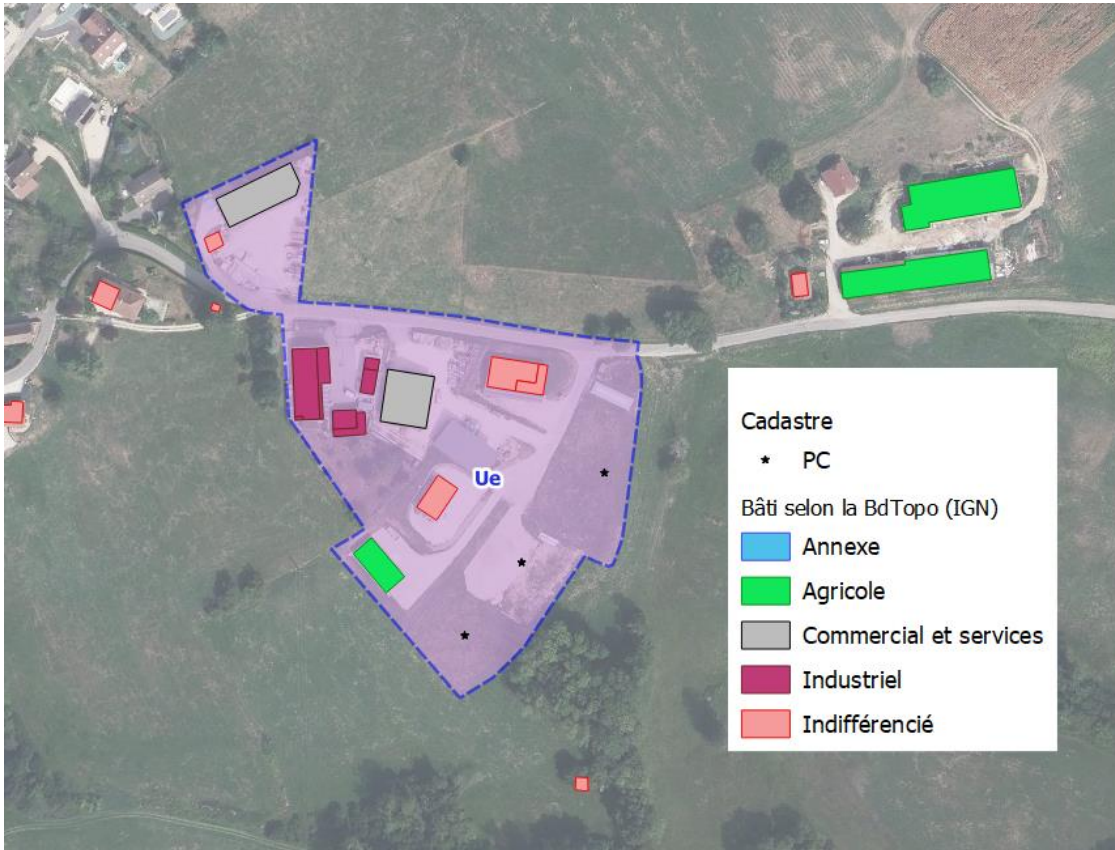 Ue
Cadastre
PC
Bâti selon la BdTopo (IGN)
Annexe
Agricole
Commercial et services
Industriel
Indifférencié